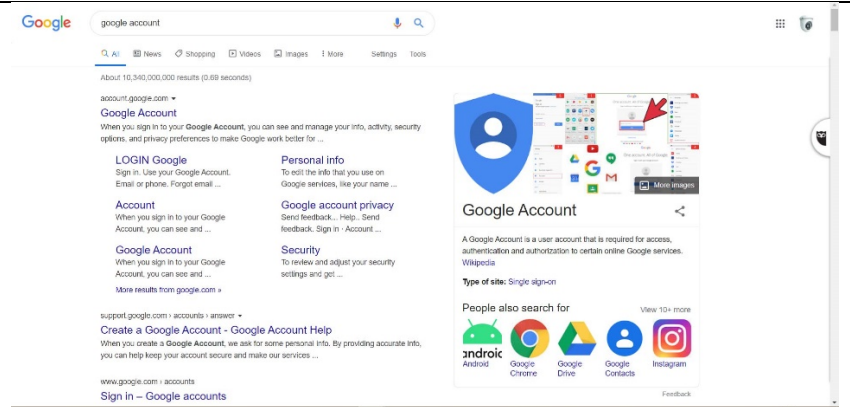 Google
google account
All News Shopping Videos Images More Settings Tools
About 10,340,000,000 results (0.69 seconds)
account.google.com
Google Account
When you sign in to your Google Account, you can see and manage your info, activity, security
options, and privacy preferences to make Google work better for ...
LOGIN Google
Sign in. Use your Google Account.
Email or phone. Forgot email ...
Personal info
To edit the info that you use on
Google services, like your name ...
Account
When you sign in to your Google
Account, you can see and ...
Google account privacy
Send feedback... Help.. Send
feedback. Sign in · Account ...
Google Account
When you sign in to your Google
Account, you can see and ...
Security
To review and adjust your security
settings and get ...
More results from google.com »
support.google.com › accounts › answer
Create a Google Account - Google Account Help
When you create a Google Account, we ask for some personal info. By providing accurate info,
you can help keep your account secure and make our services ...
www.google.com › accounts
Sign in – Google accounts
More images
Google Account
A Google Account is a user account that is required for access,
authentication and authorization to certain online Google services.
Wikipedia
Type of site: Single sign-on
People also search for View 10+ more
android
Android
Google
Chrome
Google
Drive
Google
Contacts
Instagram
Feedback